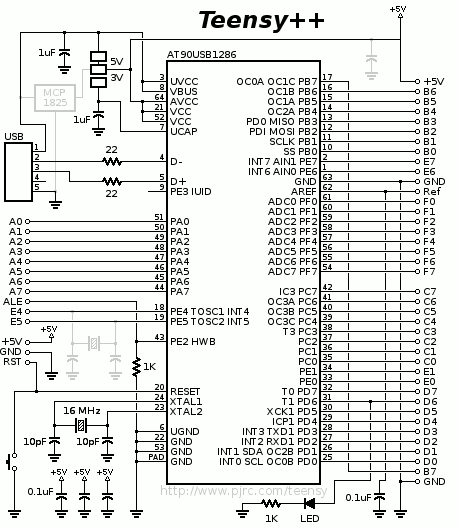 Teensy++
+5V
1uF
5V
AT90USB1286
3V
MCP
1825
1uF
USB
3 UVCC OC0A OC1C PB7 17 +5V
8 VBUS OC1B PB6 16 B6
64 AVCC OC1A PB5 15 B5
21 VCC OC2A PB4 14 B4
52 VCC PD0 MISO PB3 13 B3
7 UCAP PDI MOSI PB2 12 B2
SCLK PB1 11 B1
1 SS PB0 10 B0
2 22 4 D- INT7 AIN1 PE7 2 E7
3 INT6 AIN0 PE6 1 E6
4 5 D+ GND 63 GND
5 22 9 PE3 IUID AREF 62 Ref
ADC0 PF0 61 F0
ADC1 PF1 60 F1
A0 51 PA0 ADC2 PF2 59 F2
A1 50 PA1 ADC3 PF3 58 F3
A2 49 PA2 ADC4 PF4 57 F4
A3 48 PA3 ADC5 PF5 56 F5
A4 47 PA4 ADC6 PF6 55 F6
A5 46 PA5 ADC7 PF7 54 F7
A6 45 PA6
A7 44 PA7 IC3 PC7 42 C7
ALE OC3A PC6 41 C6
E4 18 PE4 TOSC1 INT4 OC3B PC5 40 C5
E5 19 PE5 TOSC2 INT5 OC3C PC4 39 C4
+5V T3 PC3 38 C3
+5V 43 PE2 HWB PC2 37 C2
GND PC1 36 C1
RST 1K PC0 35 C0
PE1 34 E1
PE0 33 E0
20 RESET T0 PD7 32 D7
24 XTAL1 T1 PD6 31 D6
16 MHz 23 XTAL2 XCK1 PD5 30 D5
ICP1 PD4 29 D4
6 UGND INT3 TXD1 PD3 28 D3
10pF 10pF 22 GND INT2 RXD1 PD2 27 D2
53 GND INT1 SDA OC2B PD1 26 D1
PAD GND INT0 SCL OC0B PD0 25 D0
+5V +5V +5V B7
GND
0.1uF http://www.pjrc.com/teensy 0.1uF
1K LED